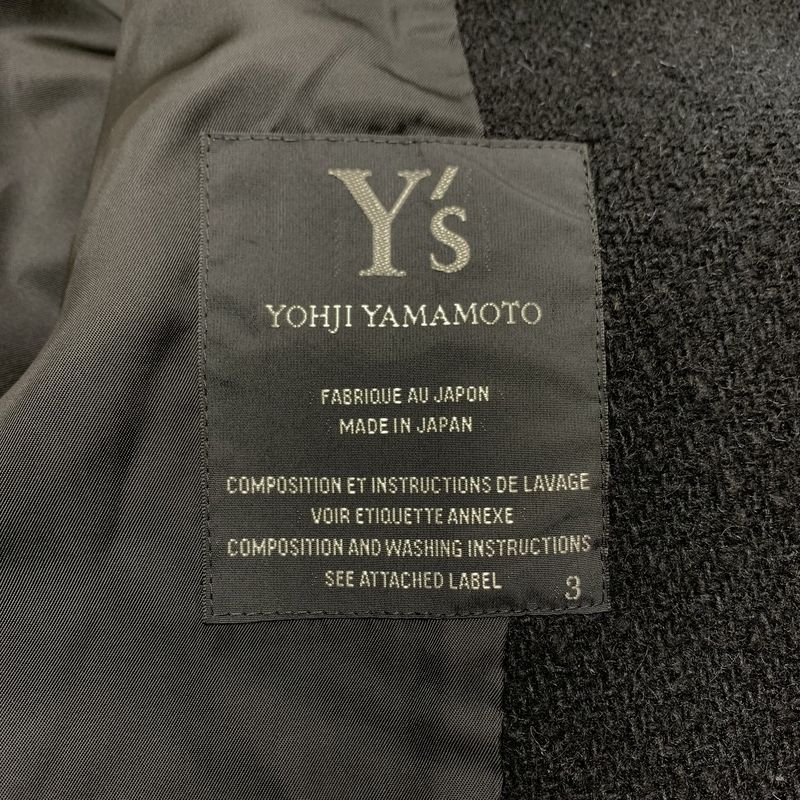 Y's
YOHJI YAMAMOTO
FABRIQUE AU JAPON
MADE IN JAPAN
COMPOSITION ET INSTRUCTIONS DE LAVAGE
VOIR ETIQUETTE ANNEXE
COMPOSITION AND WASHING INSTRUCTIONS
SEE ATTACHED LABEL
3